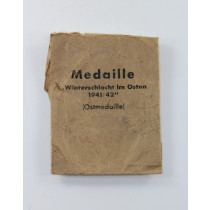 Medaille
„Winterschlacht im Osten
1941/42"
(Ostmedaille)